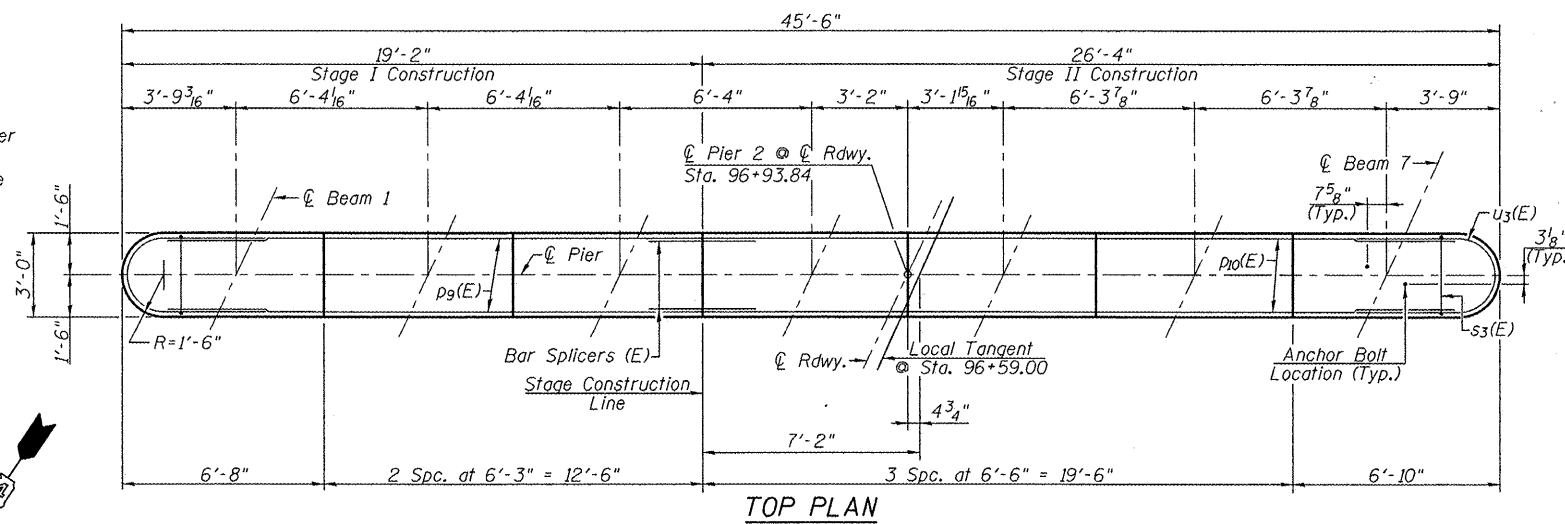 45'-6"
19'-2"
Stage I Construction
26'-4"
Stage II Construction
3'-9 3/16"
6'-4 1/16"
6'-4 1/16"
6'-4"
3'-2"
3'-1 15/16"
6'-3 7/8"
6'-3 7/8"
3'-9"
er
e
℄ Pier 2 @ ℄ Rdwy.
Sta. 96+93.84
℄ Beam 1
℄ Beam 7
7 5/8"
(Typ.)
u3(E)
1'-6"
3'-0"
1'-6"
℄ Pier
p9(E)
p10(E)
3 1/8"
(Typ.
s3(E)
R=1'-6"
Bar Splicers (E)
℄ Rdwy.
Local Tangent
@ Sta. 96+59.00
Anchor Bolt
Location (Typ.)
Stage Construction
Line
4 3/4"
7'-2"
6'-8"
2 Spc. at 6'-3" = 12'-6"
3 Spc. at 6'-6" = 19'-6"
6'-10"
TOP PLAN